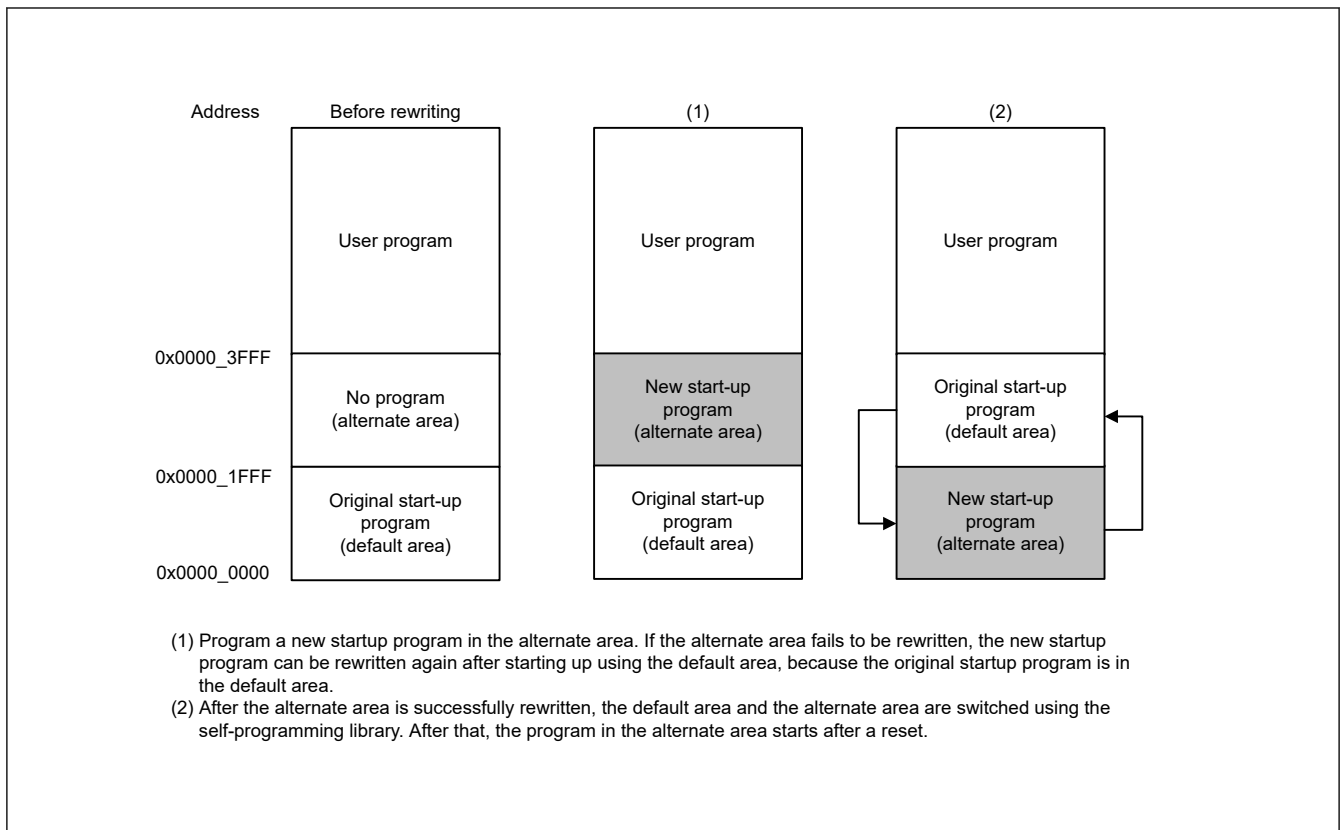 Address Before rewriting (1) (2)
User program User program User program
0x0000_3FFF
No program
(alternate area)
New start-up
program
(alternate area)
Original start-up
program
(default area)
0x0000_1FFF
Original start-up
program
(default area)
Original start-up
program
(default area)
New start-up
program
(alternate area)
0x0000_0000
(1) Program a new startup program in the alternate area. If the alternate area fails to be rewritten, the new startup
program can be rewritten again after starting up using the default area, because the original startup program is in
the default area.
(2) After the alternate area is successfully rewritten, the default area and the alternate area are switched using the
self-programming library. After that, the program in the alternate area starts after a reset.